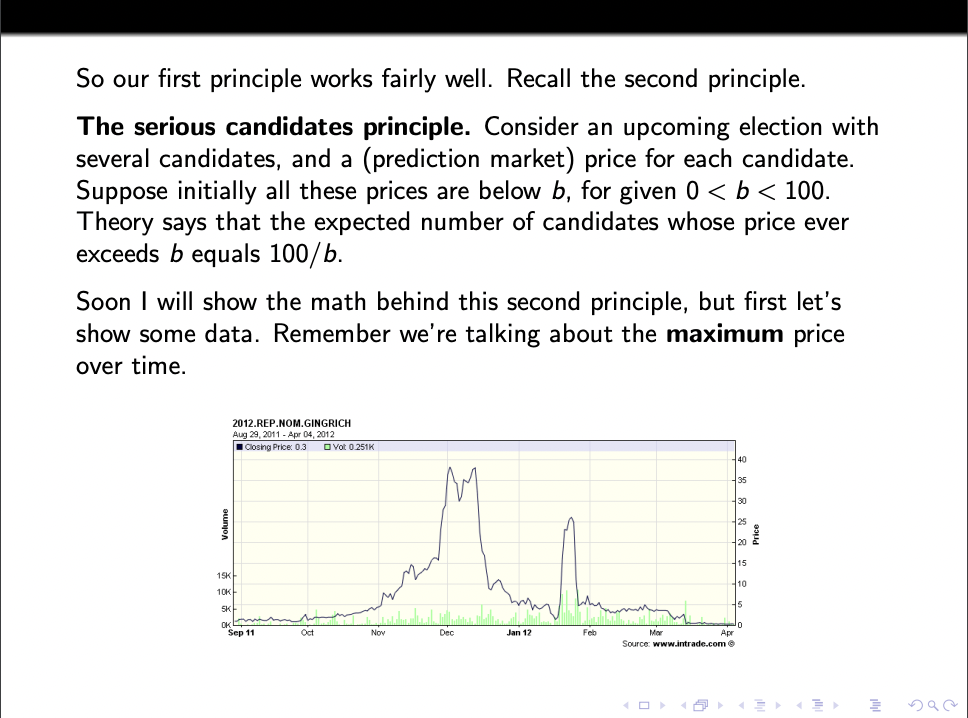 So our first principle works fairly well. Recall the second principle.
The serious candidates principle. Consider an upcoming election with
several candidates, and a (prediction market) price for each candidate.
Suppose initially all these prices are below b, for given 0 < b < 100.
Theory says that the expected number of candidates whose price ever
exceeds b equals 100/b.
Soon I will show the math behind this second principle, but first let's
show some data. Remember we're talking about the maximum price
over time.
2012.REP.NOM.GINGRICH
Aug 29, 2011 - Apr 04, 2012
Closing Price: 0.3 Vol: 0.251K
40
35
30
25
20
15
10
5
0
Price
Volume
15K
10K
5K
0K
Sep 11 Oct Nov Dec Jan 12 Feb Mar Apr
Source: www.intrade.com ©